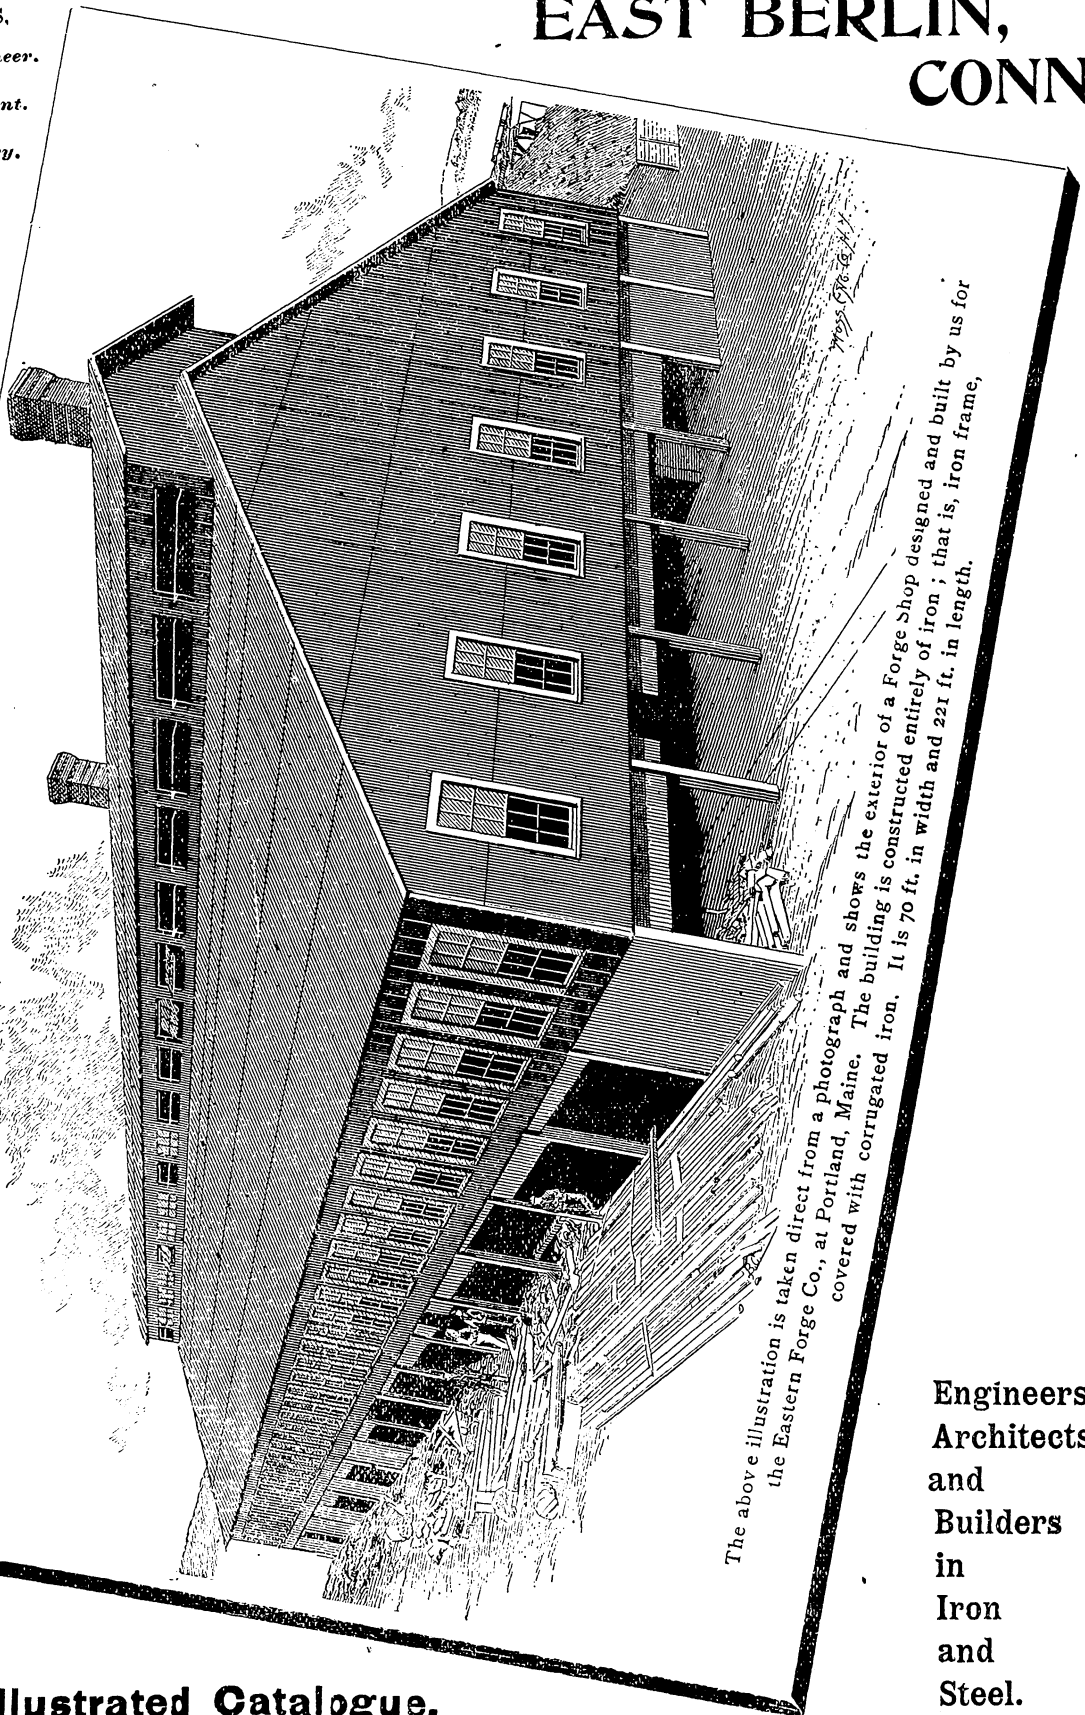 EAST BERLIN,
CONN
The above illustration is taken direct from a photograph and shows the exterior of a Forge Shop designed and built by us for
the Eastern Forge Co., at Portland, Maine. The building is constructed entirely of iron ; that is, iron frame,
covered with corrugated iron. It is 70 ft. in width and 221 ft. in length.
Engineers
Architects
and
Builders
in
Iron
and
Steel.
llustrated Catalogue.